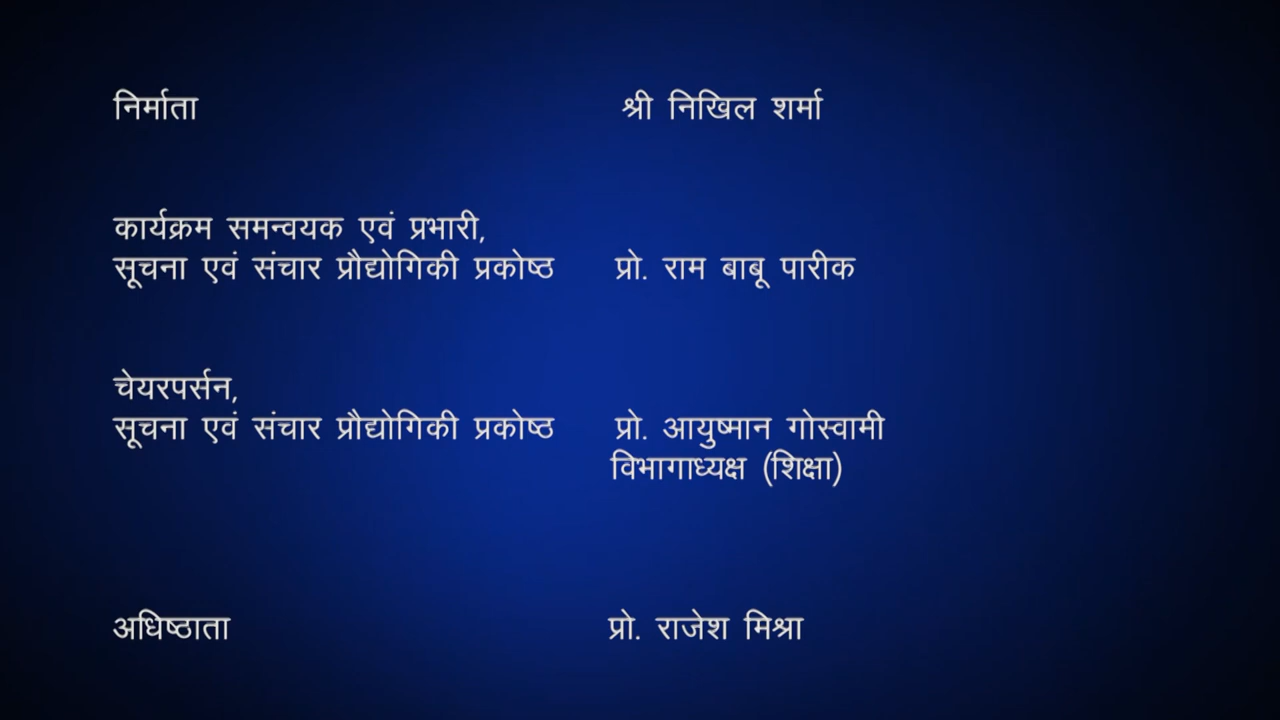 निर्माता श्री निखिल शर्मा
कार्यक्रम समन्वयक एवं प्रभारी,
सूचना एवं संचार प्रौद्योगिकी प्रकोष्ठ प्रो. राम बाबू पारीक
चेयरपर्सन,
सूचना एवं संचार प्रौद्योगिकी प्रकोष्ठ प्रो. आयुष्मान गोस्वामी
विभागाध्यक्ष (शिक्षा)
अधिष्ठाता प्रो. राजेश मिश्रा